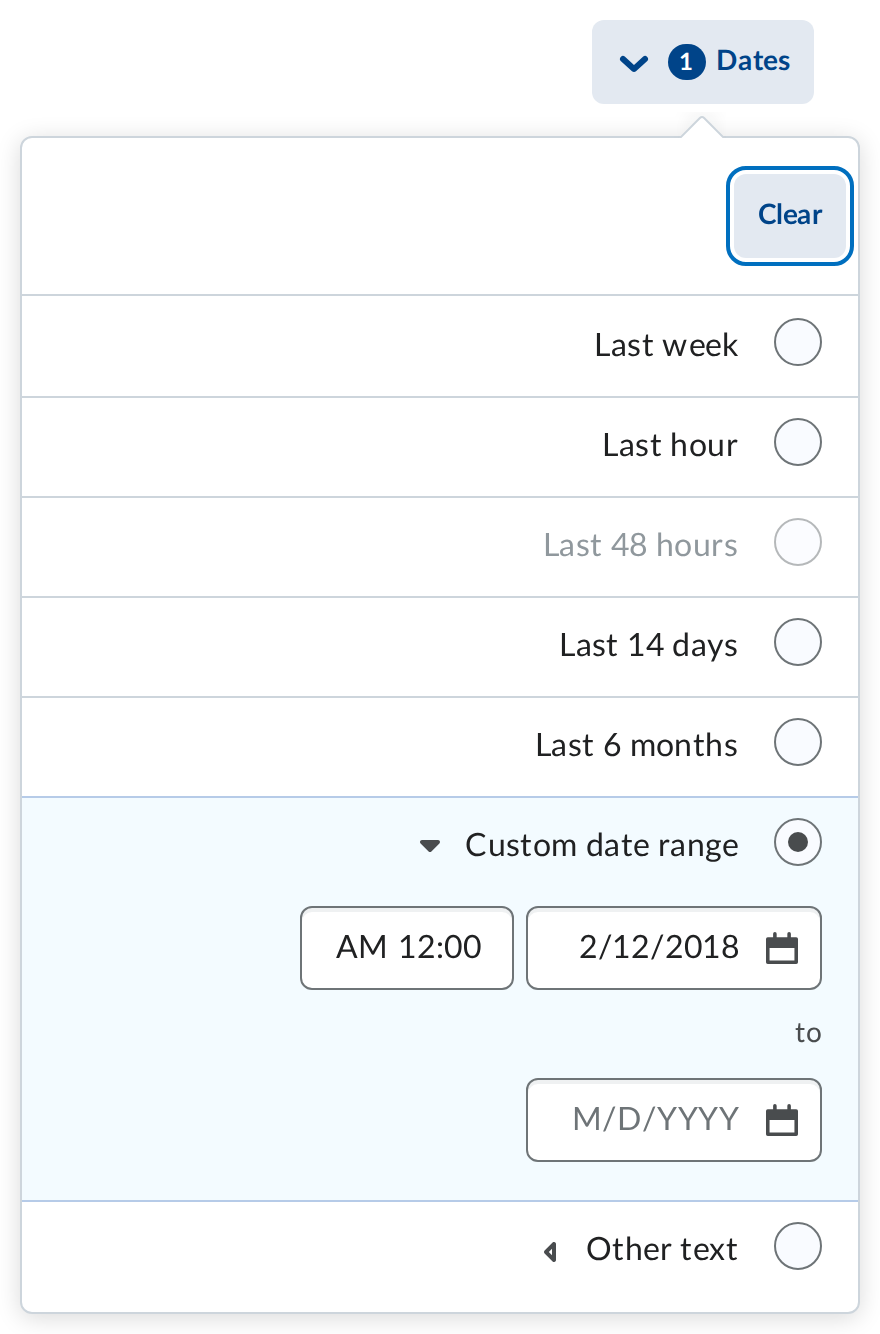 1 Dates
Clear
Last week
Last hour
Last 48 hours
Last 14 days
Last 6 months
Custom date range
2/12/2018 AM 12:00
to
M/D/YYYY
Other text